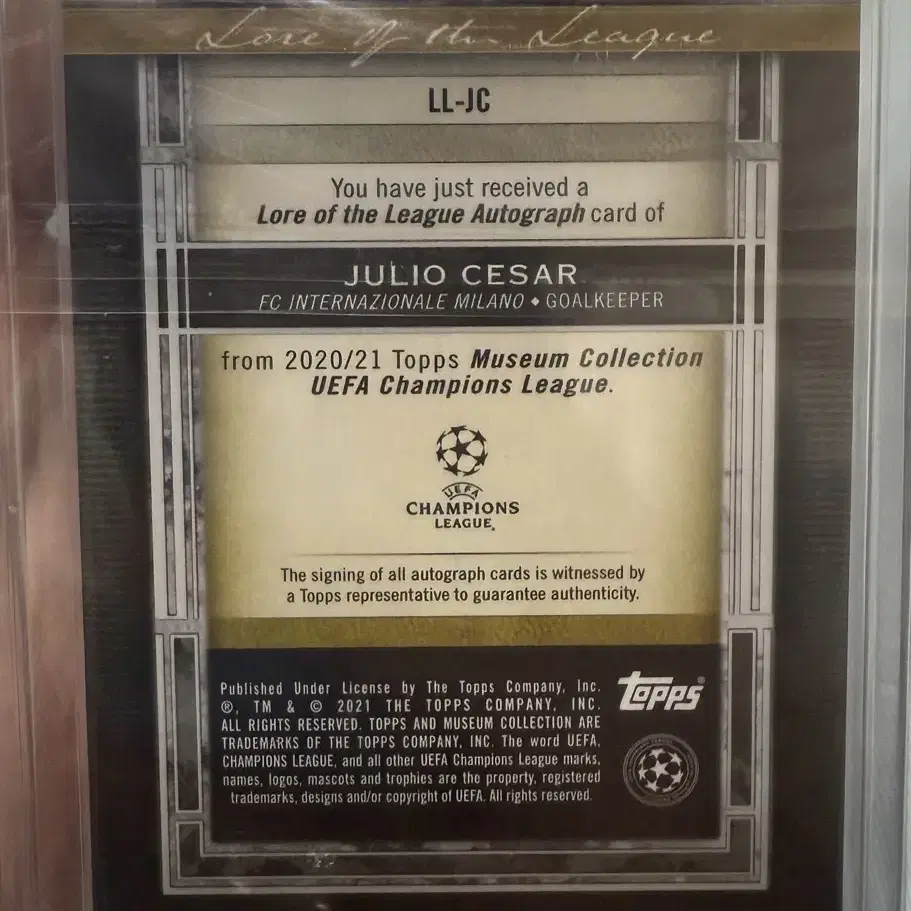 Lore of the League
LL-JC
You have just received a
Lore of the League Autograph card of
JULIO CESAR
FC INTERNAZIONALE MILANO ◆ GOALKEEPER
from 2020/21 Topps Museum Collection
UEFA Champions League.
UEFA
CHAMPIONS
LEAGUE®
The signing of all autograph cards is witnessed by
a Topps representative to guarantee authenticity.
Published Under License by The Topps Company, Inc.
®, TM & © 2021 THE TOPPS COMPANY, INC.
ALL RIGHTS RESERVED. TOPPS AND MUSEUM COLLECTION ARE
TRADEMARKS OF THE TOPPS COMPANY, INC. The word UEFA,
CHAMPIONS LEAGUE, and all other UEFA Champions League marks,
names, logos, mascots and trophies are the property, registered
trademarks, designs and/or copyright of UEFA. All rights reserved.
topps®